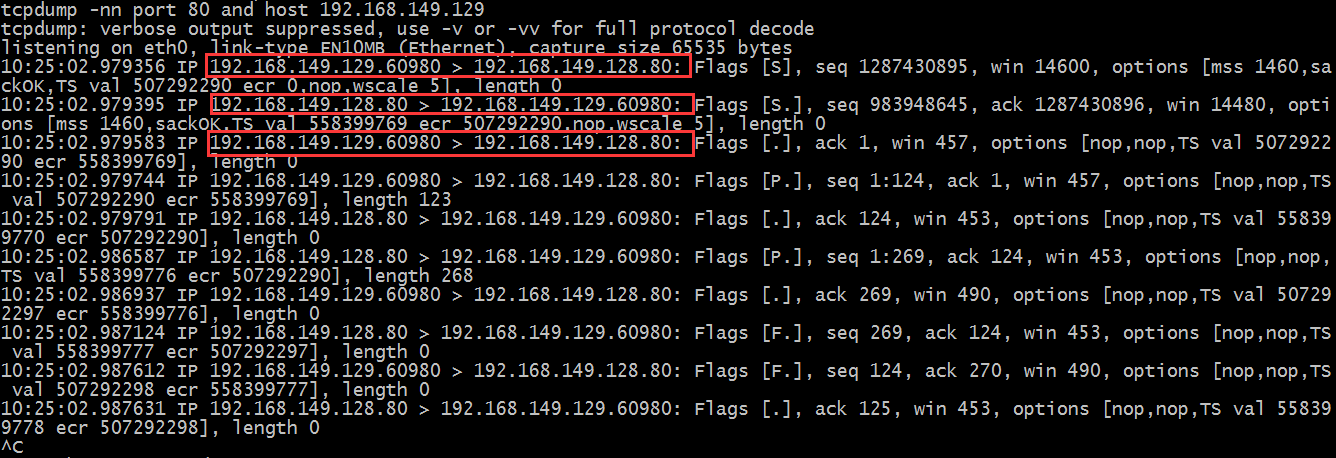 tcpdump -nn port 80 and host 192.168.149.129
tcpdump: verbose output suppressed, use -v or -vv for full protocol decode
listening on eth0, link-type EN10MB (Ethernet), capture size 65535 bytes
10:25:02.979356 IP 192.168.149.129.60980 > 192.168.149.128.80: Flags [S], seq 1287430895, win 14600, options [mss 1460,sa
ckOK,TS val 507292290 ecr 0,nop,wscale 5], length 0
10:25:02.979395 IP 192.168.149.128.80 > 192.168.149.129.60980: Flags [S.], seq 983948645, ack 1287430896, win 14480, opti
ons [mss 1460,sackOK,TS val 558399769 ecr 507292290,nop,wscale 5], length 0
10:25:02.979583 IP 192.168.149.129.60980 > 192.168.149.128.80: Flags [.], ack 1, win 457, options [nop,nop,TS val 5072922
90 ecr 558399769], length 0
10:25:02.979744 IP 192.168.149.129.60980 > 192.168.149.128.80: Flags [P.], seq 1:124, ack 1, win 457, options [nop,nop,TS
 val 507292290 ecr 558399769], length 123
10:25:02.979791 IP 192.168.149.128.80 > 192.168.149.129.60980: Flags [.], ack 124, win 453, options [nop,nop,TS val 55839
9770 ecr 507292290], length 0
10:25:02.986587 IP 192.168.149.128.80 > 192.168.149.129.60980: Flags [P.], seq 1:269, ack 124, win 453, options [nop,nop,
TS val 558399776 ecr 507292290], length 268
10:25:02.986937 IP 192.168.149.129.60980 > 192.168.149.128.80: Flags [.], ack 269, win 490, options [nop,nop,TS val 50729
2297 ecr 558399776], length 0
10:25:02.987124 IP 192.168.149.128.80 > 192.168.149.129.60980: Flags [F.], seq 269, ack 124, win 453, options [nop,nop,TS
 val 558399777 ecr 507292297], length 0
10:25:02.987612 IP 192.168.149.129.60980 > 192.168.149.128.80: Flags [F.], seq 124, ack 270, win 490, options [nop,nop,TS
 val 507292298 ecr 558399777], length 0
10:25:02.987631 IP 192.168.149.128.80 > 192.168.149.129.60980: Flags [.], ack 125, win 453, options [nop,nop,TS val 55839
9778 ecr 507292298], length 0
^C